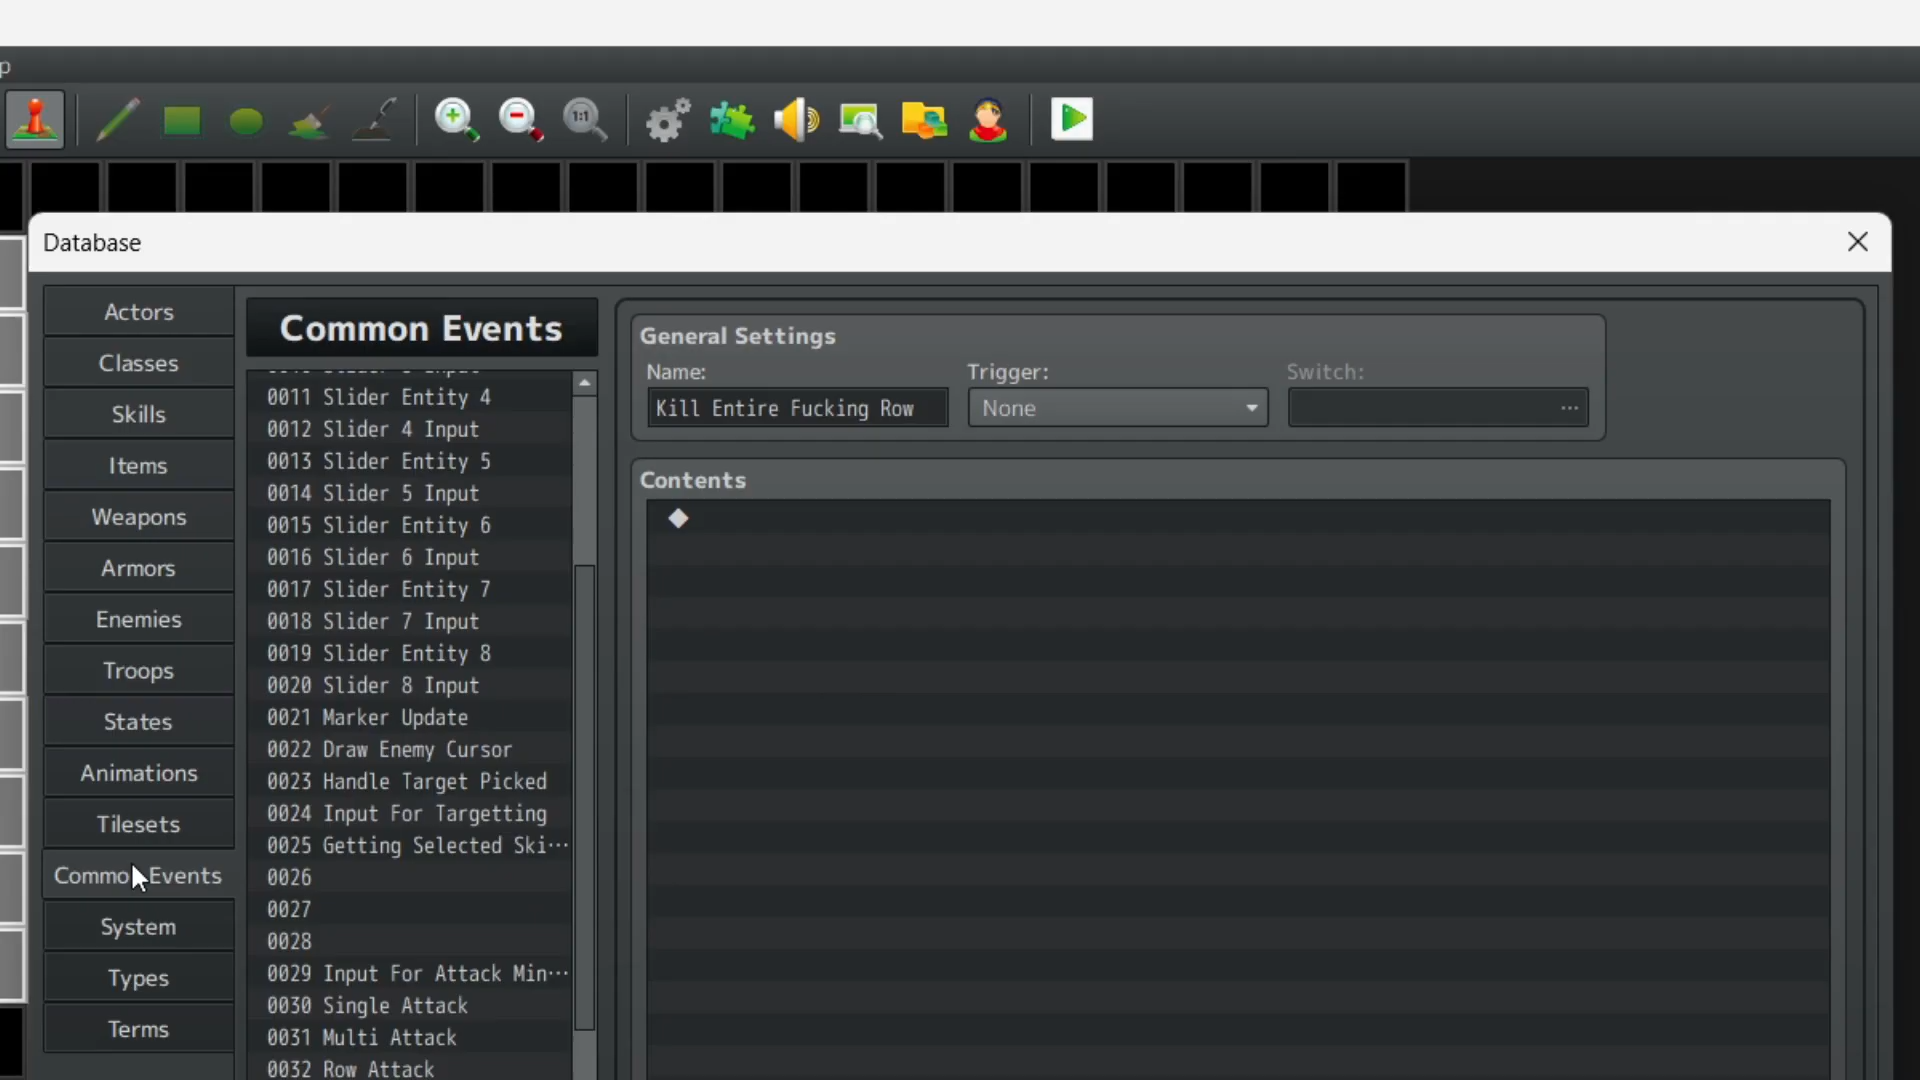 p
1:1
Database
Actors
Classes
Skills
Items
Weapons
Armors
Enemies
Troops
States
Animations
Tilesets
Commo Events
System
Types
Terms
Common Events
0011 Slider Entity 4
0012 Slider 4 Input
0013 Slider Entity 5
0014 Slider 5 Input
0015 Slider Entity 6
0016 Slider 6 Input
0017 Slider Entity 7
0018 Slider 7 Input
0019 Slider Entity 8
0020 Slider 8 Input
0021 Marker Update
0022 Draw Enemy Cursor
0023 Handle Target Picked
0024 Input For Targetting
0025 Getting Selected Ski…
0026
0027
0028
0029 Input For Attack Min…
0030 Single Attack
0031 Multi Attack
0032 Row Attack
General Settings
Name: Trigger: Switch:
Kill Entire Fucking Row None ...
Contents